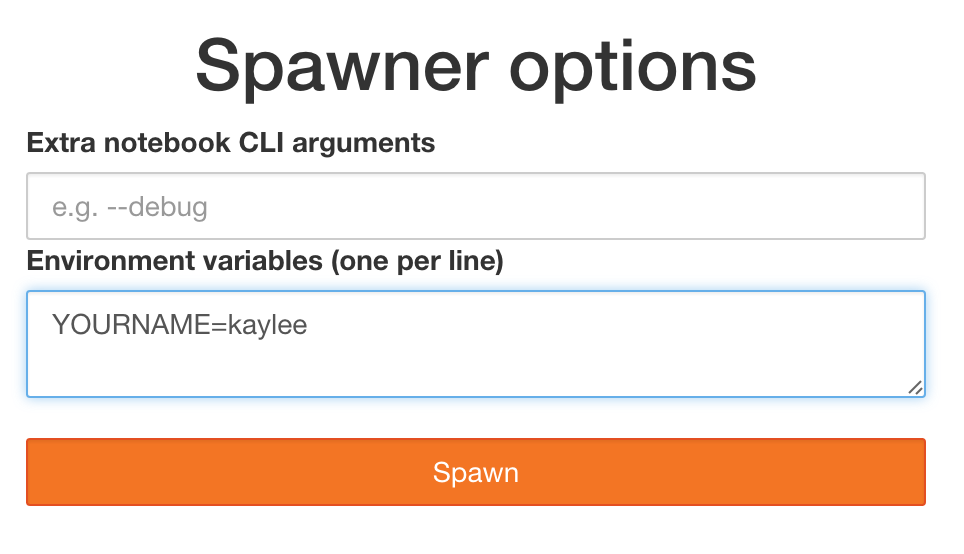 Spawner options
Extra notebook CLI arguments
e.g. --debug
Environment variables (one per line)
YOURNAME=kaylee
Spawn